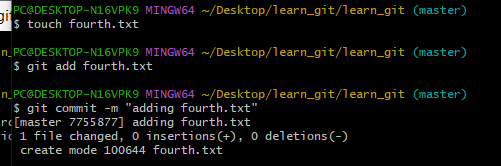 PC@DESKTOP-N16VPK9 MINGW64 ~/Desktop/learn_git/learn_git (master)
$ touch fourth.txt
PC@DESKTOP-N16VPK9 MINGW64 ~/Desktop/learn_git/learn_git (master)
$ git add fourth.txt
PC@DESKTOP-N16VPK9 MINGW64 ~/Desktop/learn_git/learn_git (master)
$ git commit -m "adding fourth.txt"
[master 7755877] adding fourth.txt
1 file changed, 0 insertions(+), 0 deletions(-)
create mode 100644 fourth.txt